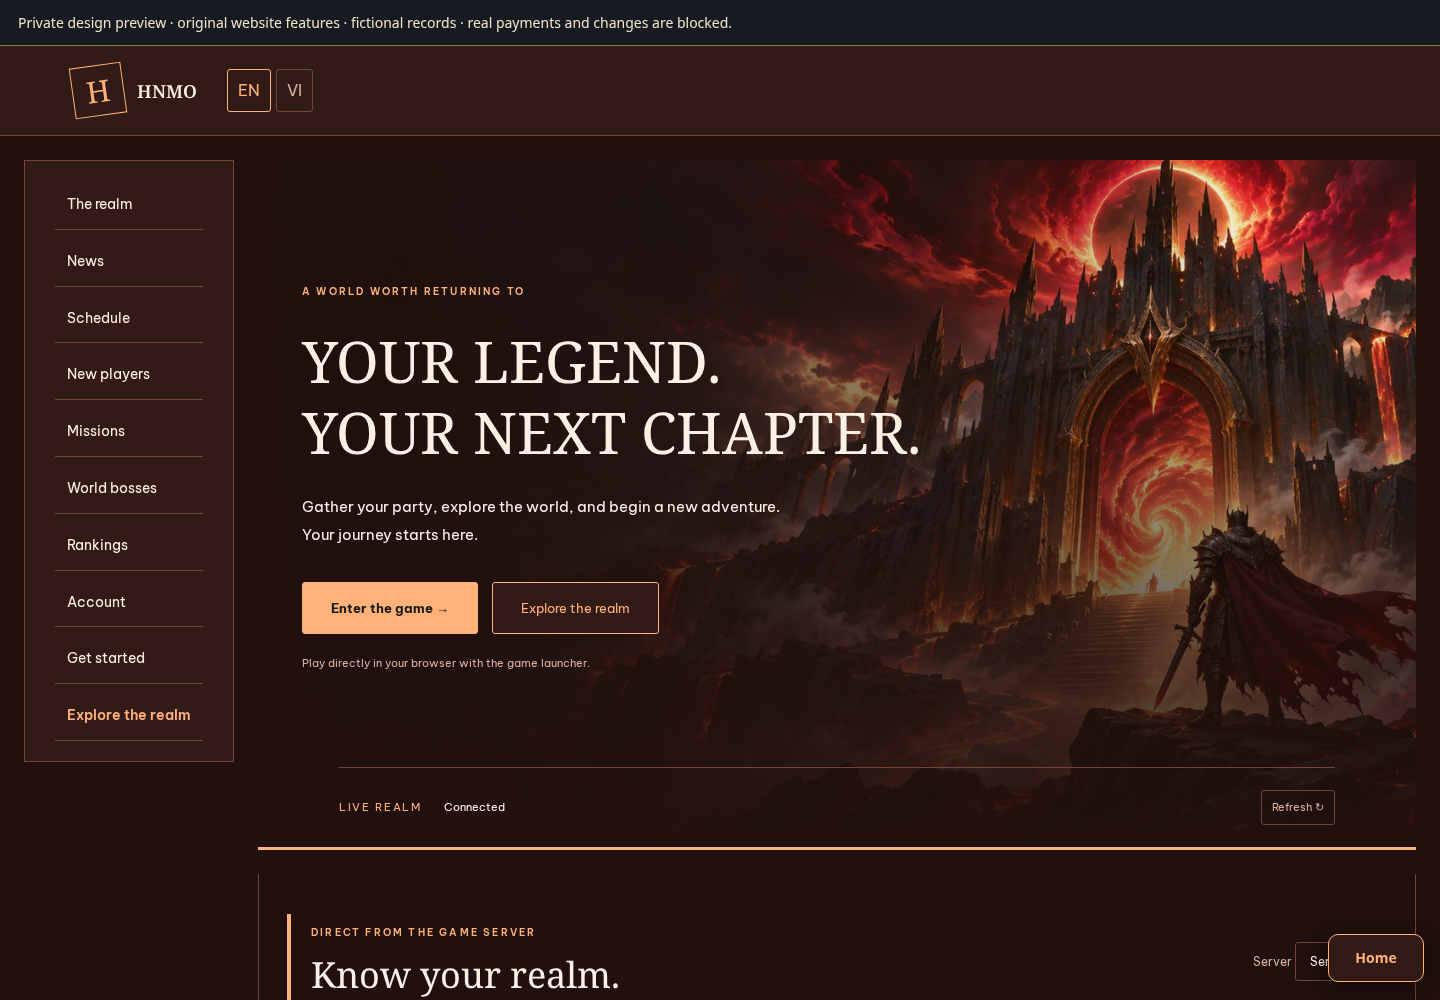 Private design preview · original website features · fictional records · real payments and changes are blocked.
H
HNMO
EN
VI
The realm
News
Schedule
New players
Missions
World bosses
Rankings
Account
Get started
Explore the realm
A WORLD WORTH RETURNING TO
YOUR LEGEND.
YOUR NEXT CHAPTER.
Gather your party, explore the world, and begin a new adventure.
Your journey starts here.
Enter the game →
Explore the realm
Play directly in your browser with the game launcher.
LIVE REALM
Connected
Refresh ↻
DIRECT FROM THE GAME SERVER
Know your realm.
Server
Home